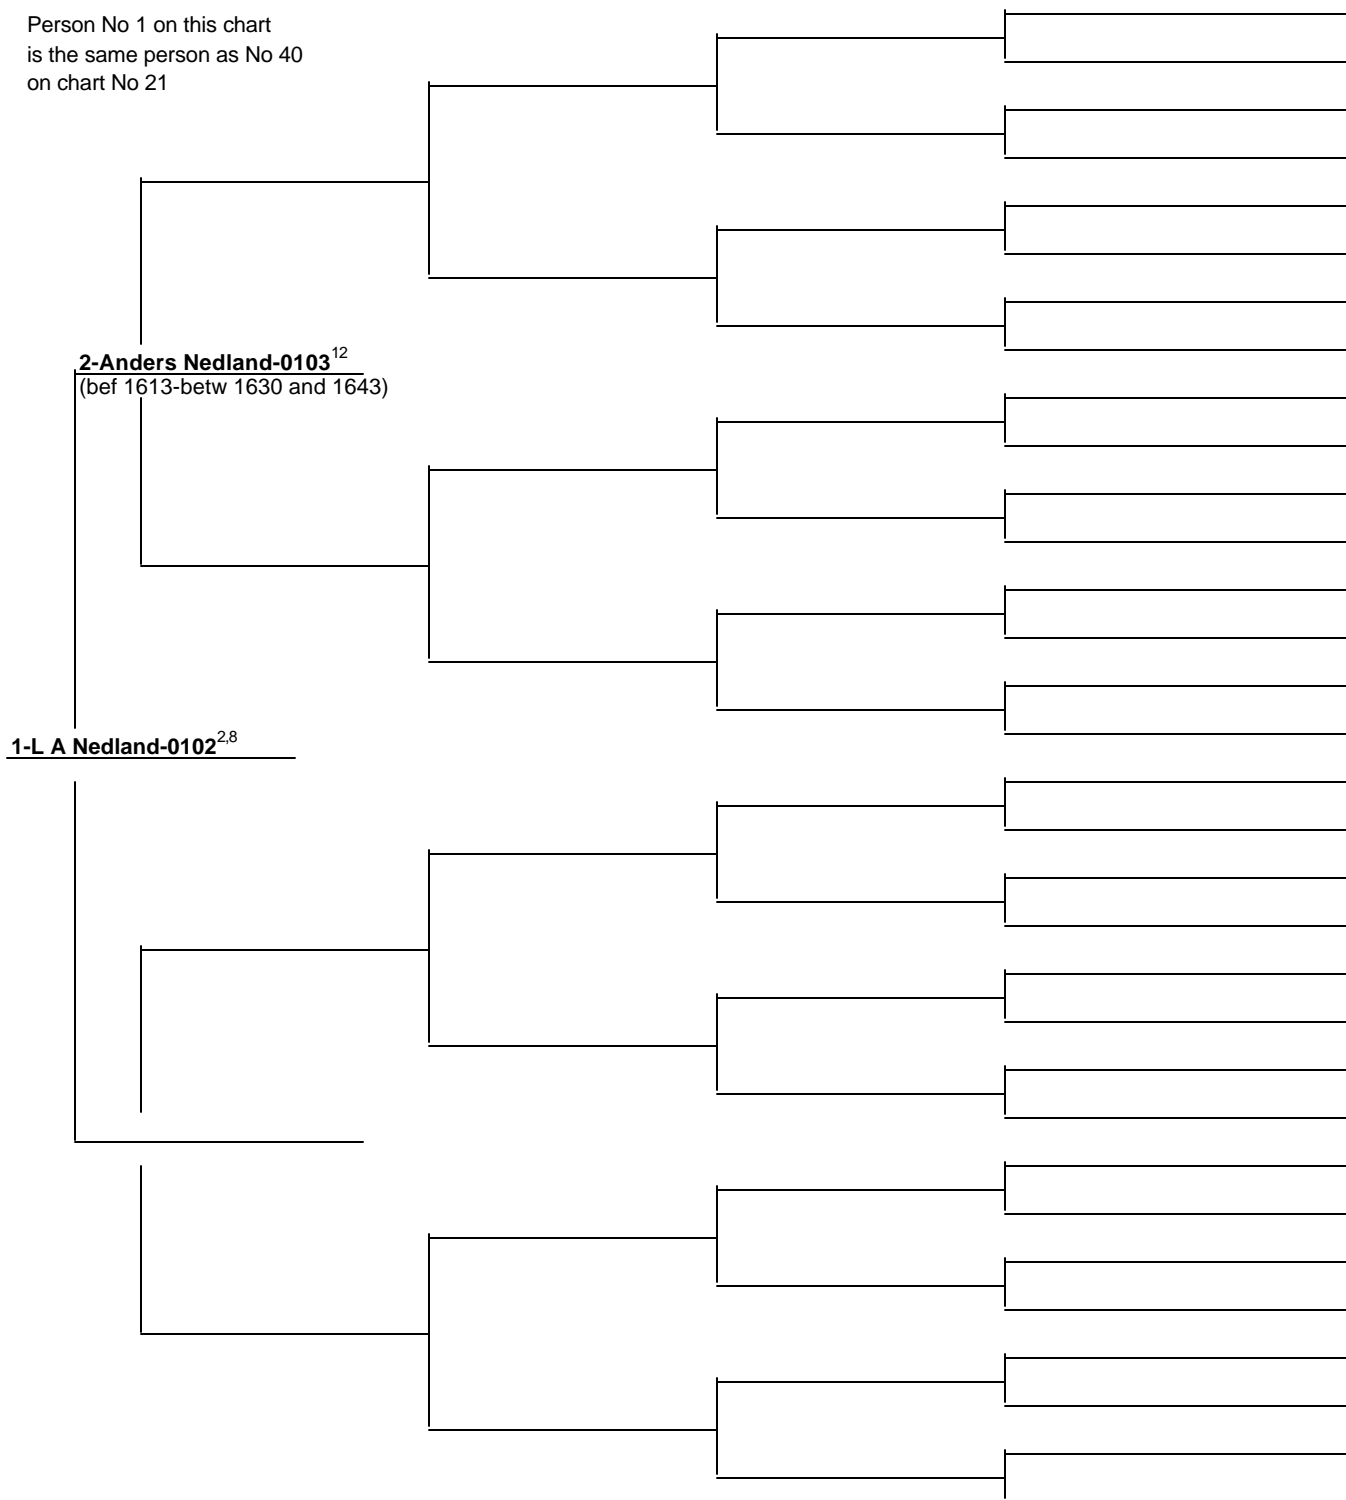 Person No 1 on this chart
is the same person as No 40
on chart No 21
2-Anders Nedland-0103¹²
(bef 1613-betw 1630 and 1643)
1-L A Nedland-0102²,⁸